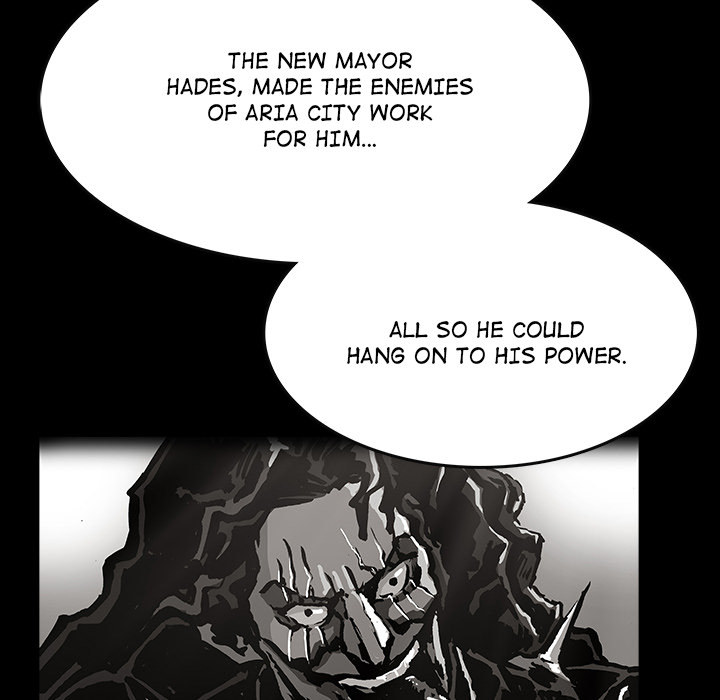 THE NEW MAYOR
HADES, MADE THE ENEMIES
OF ARIA CITY WORK
FOR HIM...
ALL SO HE COULD
HANG ON TO HIS POWER.